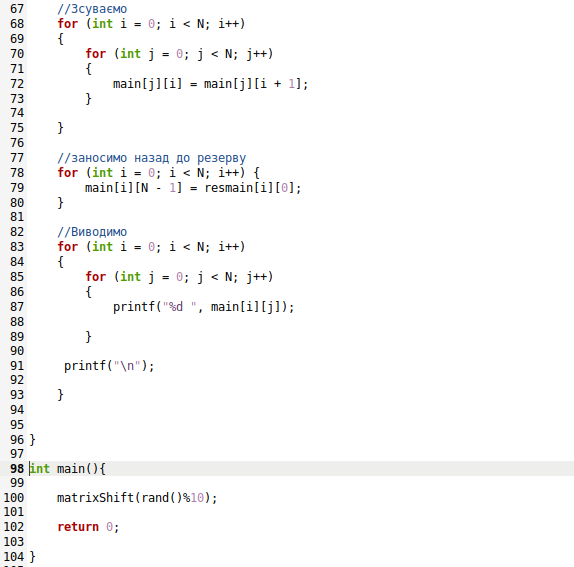 67 //Зсуваємо
68 for (int i = 0; i < N; i++)
69 {
70 for (int j = 0; j < N; j++)
71 {
72 main[j][i] = main[j][i + 1];
73 }
74
75 }
76
77 //заносимо назад до резерву
78 for (int i = 0; i < N; i++) {
79 main[i][N - 1] = resmain[i][0];
80 }
81
82 //Виводимо
83 for (int i = 0; i < N; i++)
84 {
85 for (int j = 0; j < N; j++)
86 {
87 printf("%d ", main[i][j]);
88
89 }
90
91 printf("\n");
92
93 }
94
95
96 }
97
98 int main(){
99
100 matrixShift(rand()%10);
101
102 return 0;
103
104 }